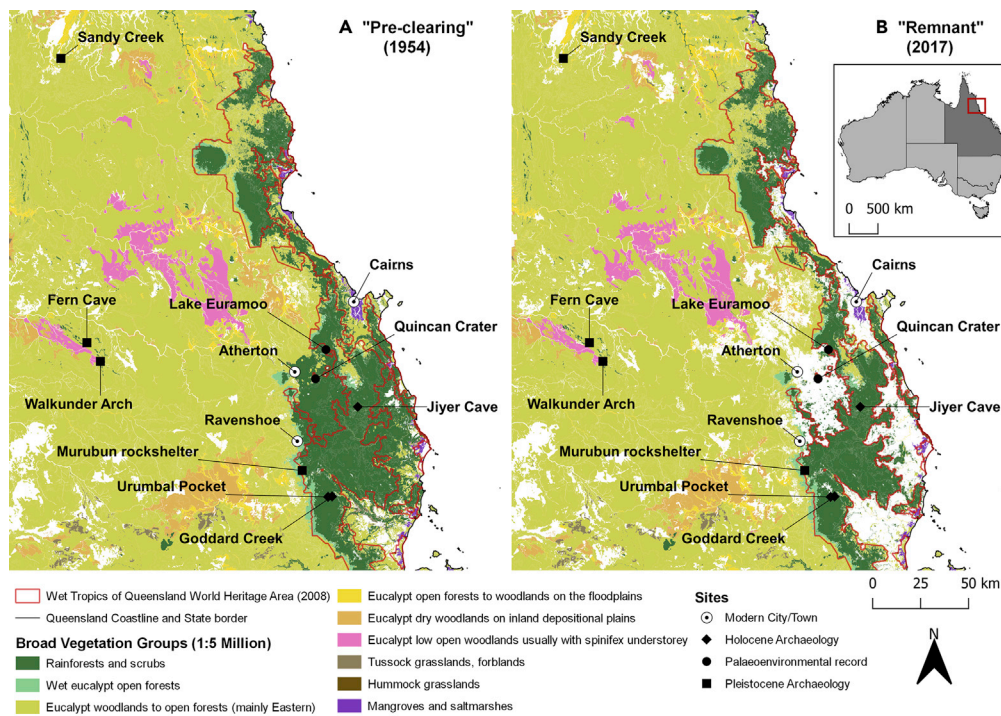 Sandy Creek
A "Pre-clearing"
(1954)
Fern Cave
Walkunder Arch
Cairns
Lake Euramoo
Quincan Crater
Atherton
Jiyer Cave
Ravenshoe
Murubun rockshelter
Urumbal Pocket
Goddard Creek
Sandy Creek
B "Remnant"
(2017)
0 500 km
Cairns
Lake Euramoo
Quincan Crater
Fern Cave
Atherton
Walkunder Arch
Jiyer Cave
Ravenshoe
Murubun rockshelter
Urumbal Pocket
Goddard Creek
0 25 50 km
Wet Tropics of Queensland World Heritage Area (2008)
Queensland Coastline and State border
Broad Vegetation Groups (1:5 Million)
Rainforests and scrubs
Wet eucalypt open forests
Eucalypt woodlands to open forests (mainly Eastern)
Eucalypt open forests to woodlands on the floodplains
Eucalypt dry woodlands on inland depositional plains
Eucalypt low open woodlands usually with spinifex understorey
Tussock grasslands, forblands
Hummock grasslands
Mangroves and saltmarshes
Sites
Modern City/Town
Holocene Archaeology
Palaeoenvironmental record
Pleistocene Archaeology
N